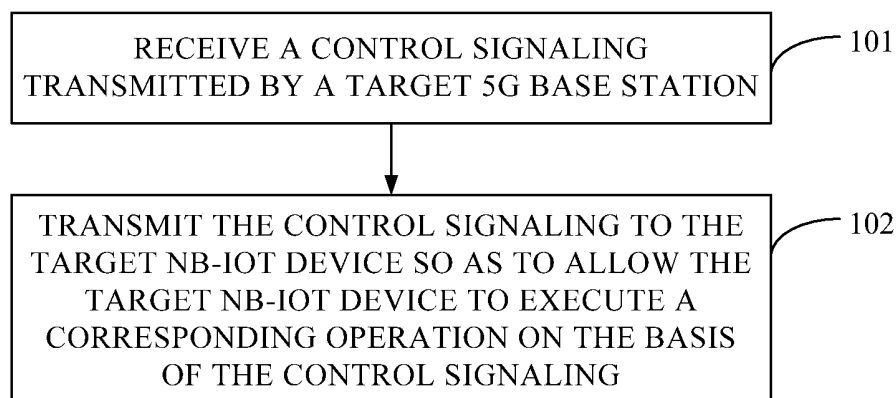 RECEIVE A CONTROL SIGNALING
TRANSMITTED BY A TARGET 5G BASE STATION
101
TRANSMIT THE CONTROL SIGNALING TO THE
TARGET NB-IOT DEVICE SO AS TO ALLOW THE
TARGET NB-IOT DEVICE TO EXECUTE A
CORRESPONDING OPERATION ON THE BASIS
OF THE CONTROL SIGNALING
102